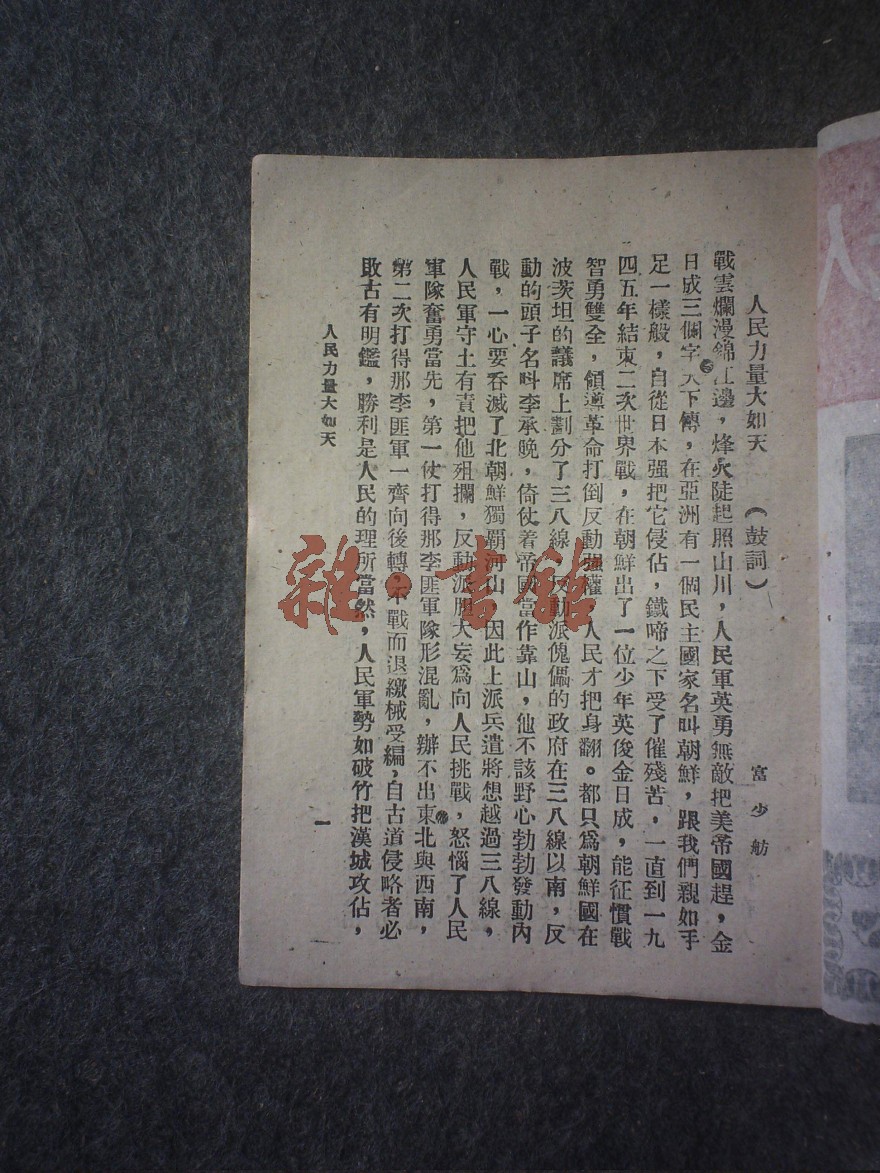 人民力量大如天 （鼓詞）
富少舫
戰雲爛漫錦江邊，烽火陡起照山川，人民軍英勇無敵把美帝國趕，金
日成三個字天下傳，在亞洲有一個民主國家名叫朝鮮，跟我們親如手
足一樣般，自從日本强把它侵佔，鐵啼之下受了催殘苦，一直到一九
四五年結束二次世界戰，在朝鮮出了一位少年英俊金日成，能征慣戰
智勇雙全，領導革命打倒反動强權，人民才把身翻。都只爲朝鮮國在
波茨坦的議席上劃分了三八線，反動派傀儡的政府在三八線以南，反
動的頭子名叫李承晚，倚仗着帝國當作靠山，他不該野心勃勃發動內
戰，一心要吞滅了北朝鮮獨霸河山，因此上派兵遣將想越過三八線，
人民軍守土有責把他阻攔，反動派胆大妄爲向人民挑戰，怒惱了人民
軍隊奮勇當先，第一仗打得那李匪軍隊形混亂，辦不出東北與西南，
第二次打得那李匪軍一齊向後轉，不戰而退繳械受編，自古道侵略者必
敗古有明鑑，勝利是人民的理所當然，人民軍勢如破竹把漢城攻佔，
人民力量大如天
一
雜·書館
人